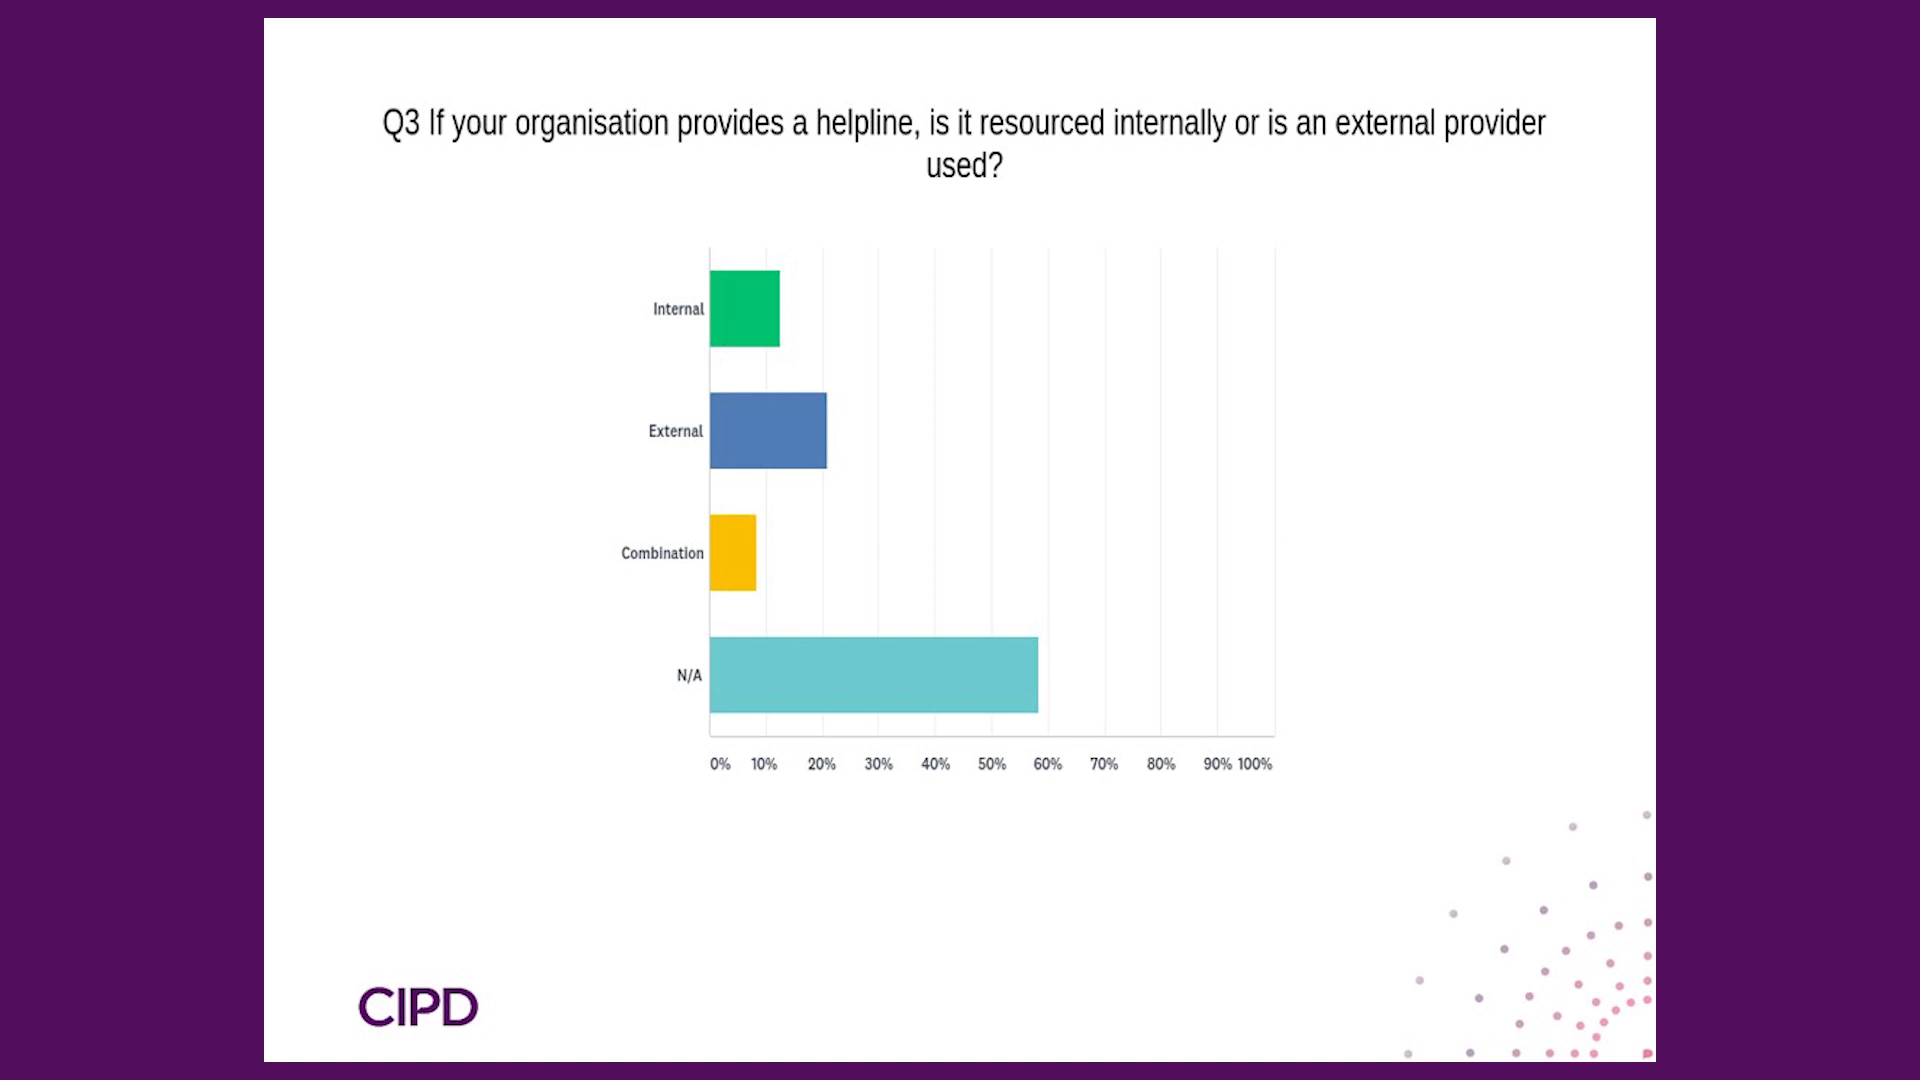 Q3 If your organisation provides a helpline, is it resourced internally or is an external provider
used?
Internal
External
Combination
N/A
0% 10% 20% 30% 40% 50% 60% 70% 80% 90% 100%
CIPD